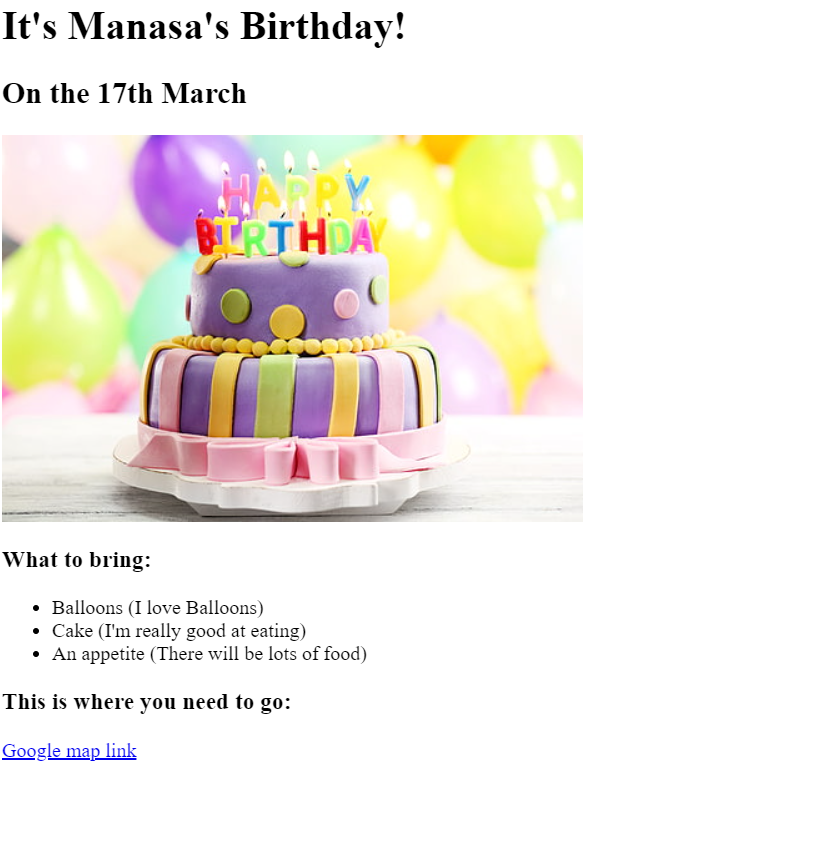 It's Manasa's Birthday!
On the 17th March
HAPPY
BIRTHDAY
What to bring:
Balloons (I love Balloons)
Cake (I'm really good at eating)
An appetite (There will be lots of food)
This is where you need to go:
Google map link